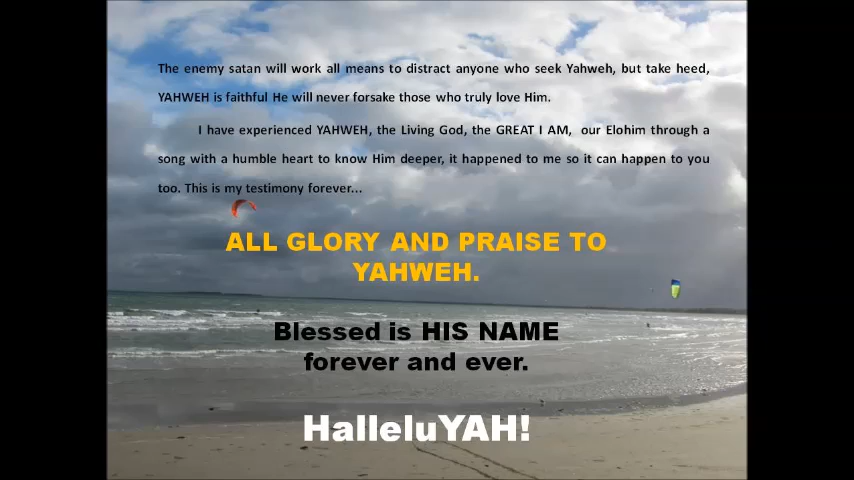 The enemy satan will work all means to distract anyone who seek Yahweh, but take heed,
YAHWEH is faithful He will never forsake those who truly love Him.
I have experienced YAHWEH, the Living God, the GREAT I AM, our Elohim through a
song with a humble heart to know Him deeper, it happened to me so it can happen to you
too. This is my testimony forever...
ALL GLORY AND PRAISE TO
YAHWEH.
Blessed is HIS NAME
forever and ever.
HalleluYAH!